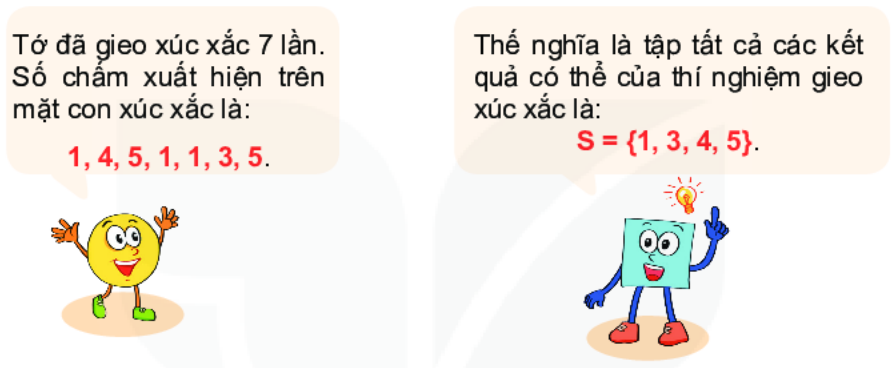 Tớ đã gieo xúc xắc 7 lần.
Số chấm xuất hiện trên
mặt con xúc xắc là:
1, 4, 5, 1, 1, 3, 5.
Thế nghĩa là tập tất cả các kết
quả có thể của thí nghiệm gieo
xúc xắc là:
S = {1, 3, 4, 5}.